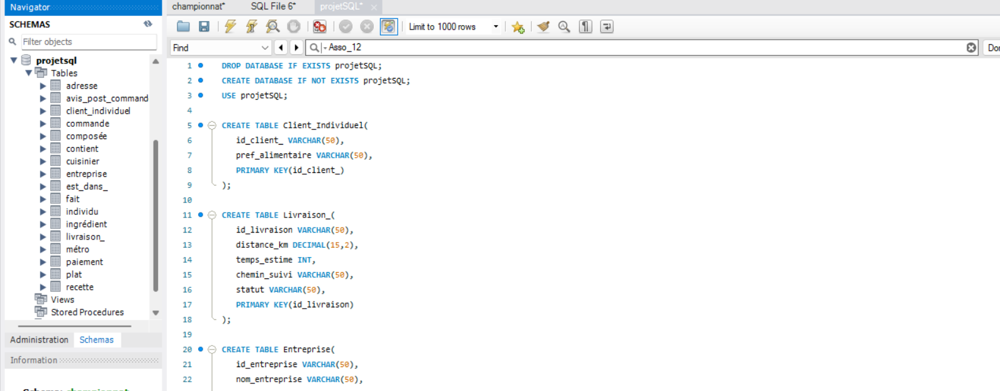 Navigator
championnat* SQL File 6* projetSQL*
SCHEMAS
Limit to 1000 rows
Filter objects
Find Asso_12
projetsql
Tables
adresse
avis_post_command
client_individuel
commande
composée
contient
cuisinier
entreprise
est_dans_
fait
individu
ingrédient
livraison_
métro
paiement
plat
recette
Views
Stored Procedures
Administration Schemas
Information
1 DROP DATABASE IF EXISTS projetSQL;
2 CREATE DATABASE IF NOT EXISTS projetSQL;
3 USE projetSQL;
4
5 CREATE TABLE Client_Individuel(
6 id_client_ VARCHAR(50),
7 pref_alimentaire VARCHAR(50),
8 PRIMARY KEY(id_client_)
9 );
10
11 CREATE TABLE Livraison_(
12 id_livraison VARCHAR(50),
13 distance_km DECIMAL(15,2),
14 temps_estime INT,
15 chemin_suivi VARCHAR(50),
16 statut VARCHAR(50),
17 PRIMARY KEY(id_livraison)
18 );
19
20 CREATE TABLE Entreprise(
21 id_entreprise VARCHAR(50),
22 nom_entreprise VARCHAR(50),